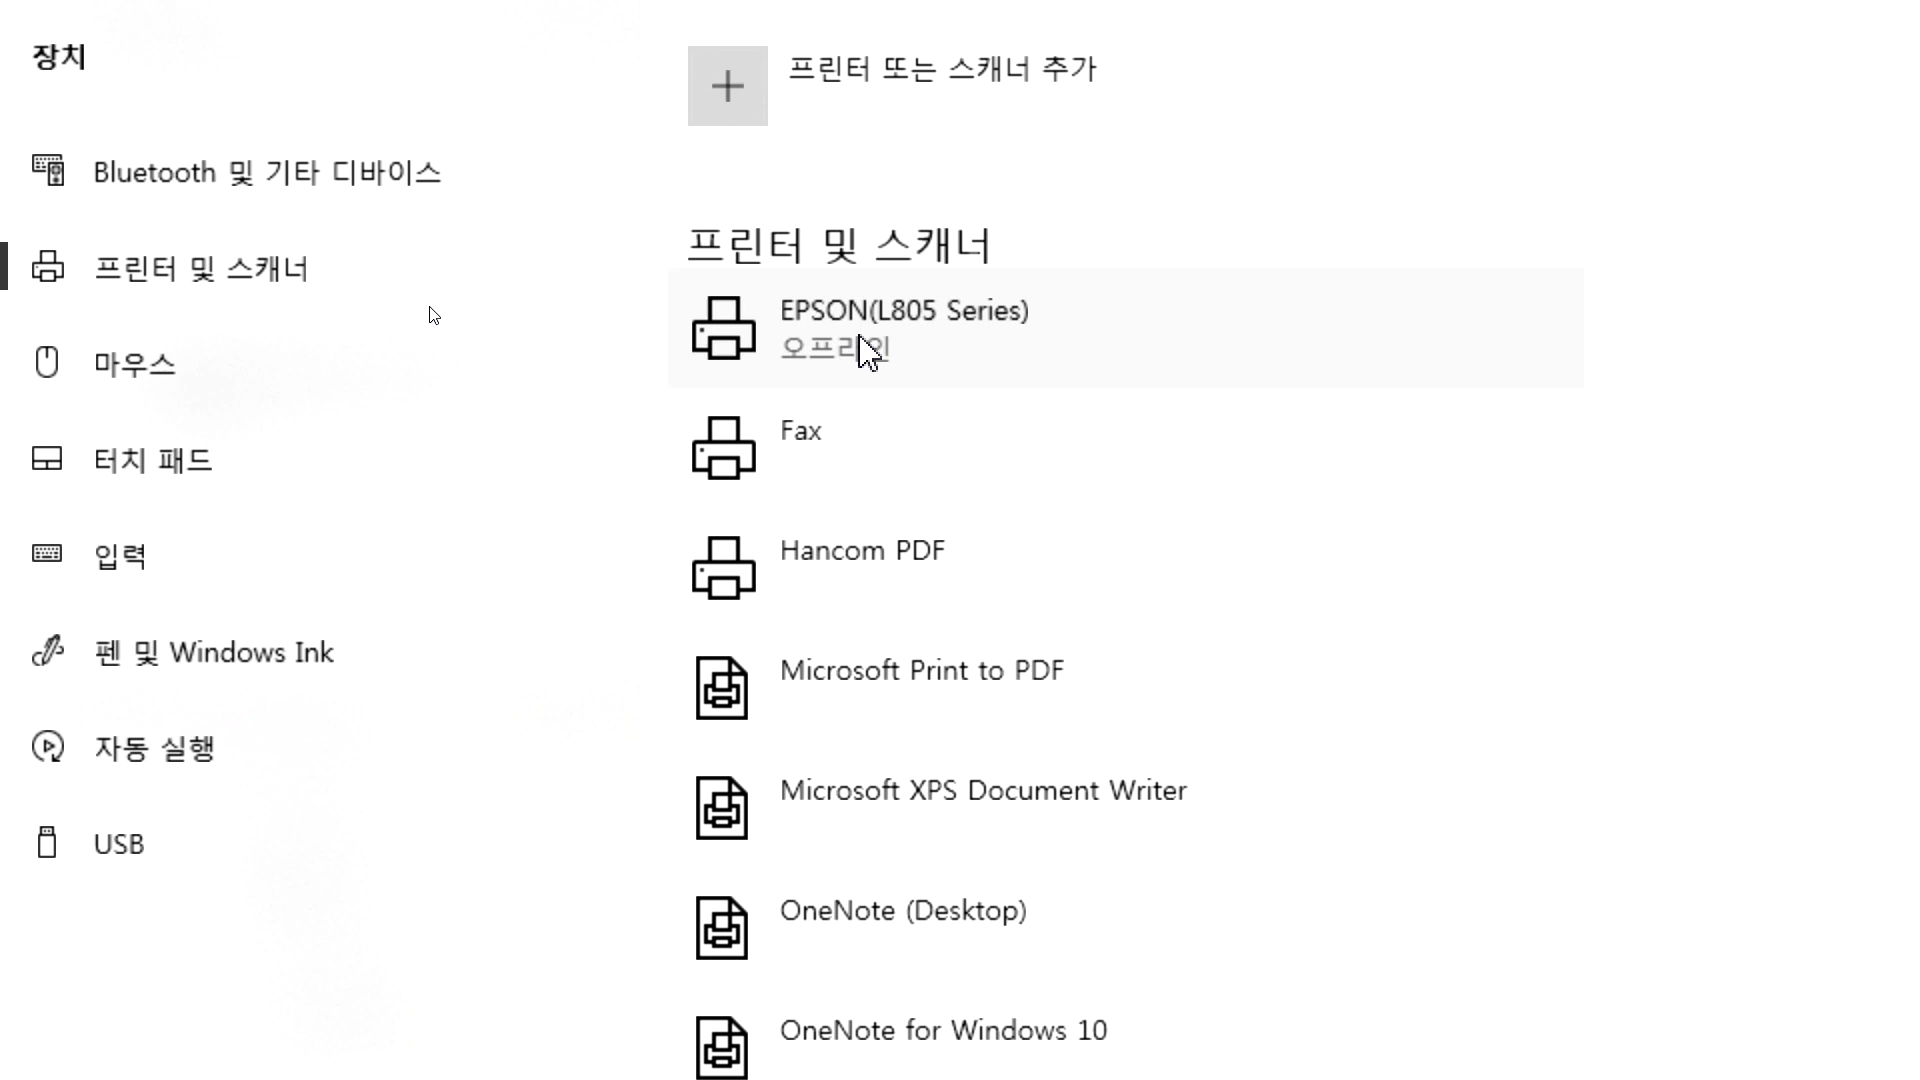 장치
Bluetooth 및 기타 디바이스
프린터 및 스캐너
마우스
터치 패드
입력
펜 및 Windows Ink
자동 실행
USB
프린터 또는 스캐너 추가
프린터 및 스캐너
EPSON(L805 Series)
오프라인
Fax
Hancom PDF
Microsoft Print to PDF
Microsoft XPS Document Writer
OneNote (Desktop)
OneNote for Windows 10